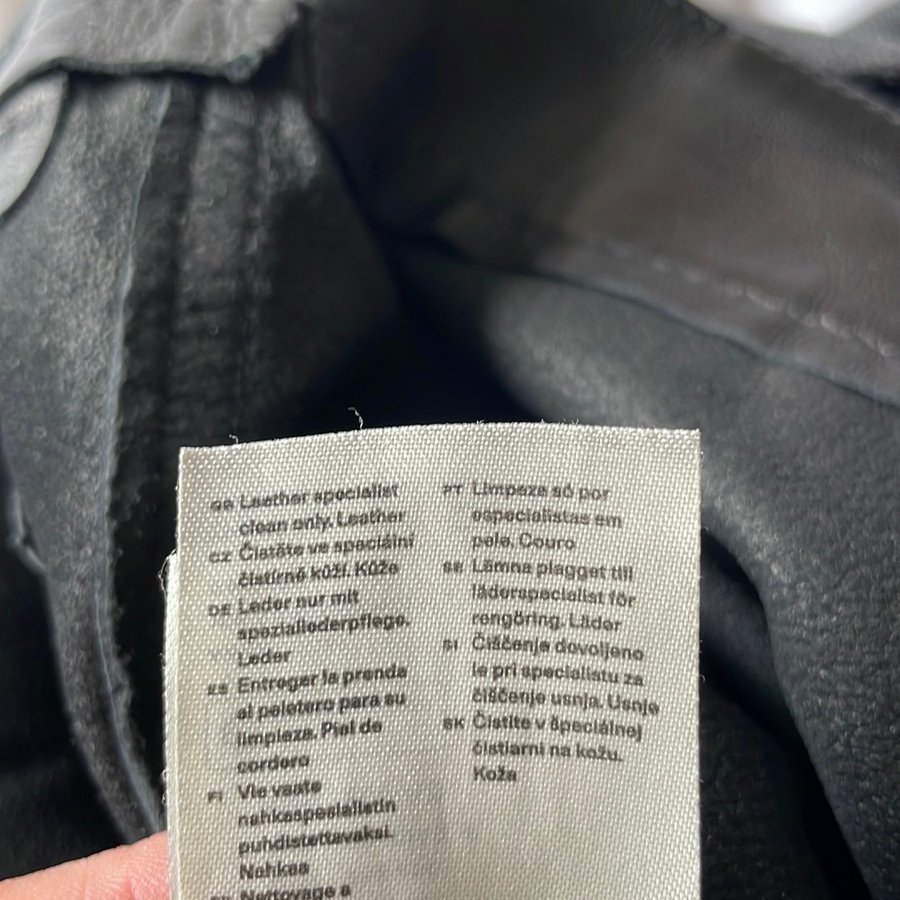 GB Leather specialist
clean only. Leather
CZ Čistěte ve speciální
čistírně kůží. Kůže
DE Leder nur mit
speziallederpflege.
Leder
ES Entregar la prenda
al peletero para su
limpieza. Piel de
cordero
FI Vie vaate
nahkaspesialistin
puhdistettavaksi.
Nahkaa
FR Nettoyage a
PT Limpeza só por
especialistas em
pele. Couro
SE Lämna plagget till
läderspecialist för
rengöring. Läder
SI Čiščenje dovoljeno
le pri specialistu za
čiščenje usnja. Usnje
SK Čistite v špeciálnej
čistiarni na kožu.
Koža